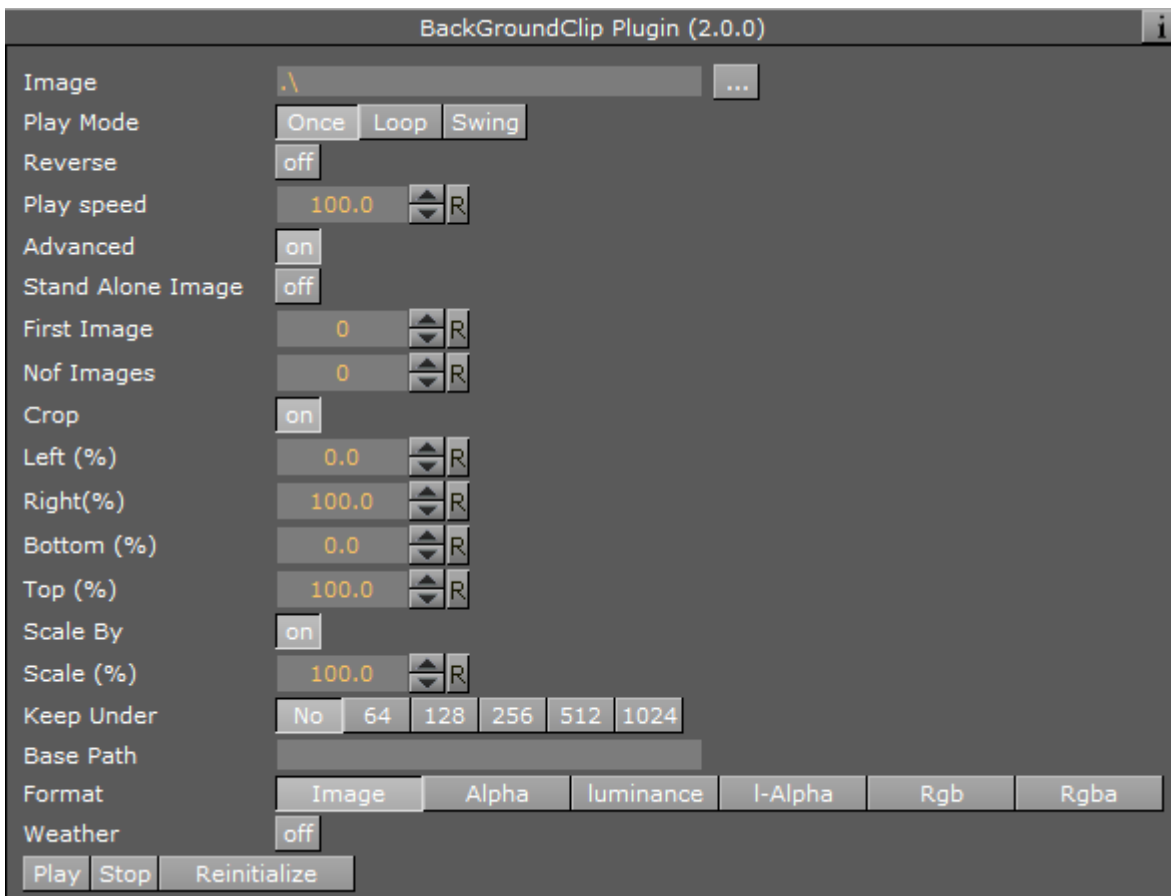 BackGroundClip Plugin (2.0.0) i
Image .\ ...
Play Mode Once Loop Swing
Reverse off
Play speed 100.0 R
Advanced on
Stand Alone Image off
First Image 0 R
Nof Images 0 R
Crop on
Left (%) 0.0 R
Right(%) 100.0 R
Bottom (%) 0.0 R
Top (%) 100.0 R
Scale By on
Scale (%) 100.0 R
Keep Under No 64 128 256 512 1024
Base Path
Format Image Alpha luminance l-Alpha Rgb Rgba
Weather off
Play Stop Reinitialize